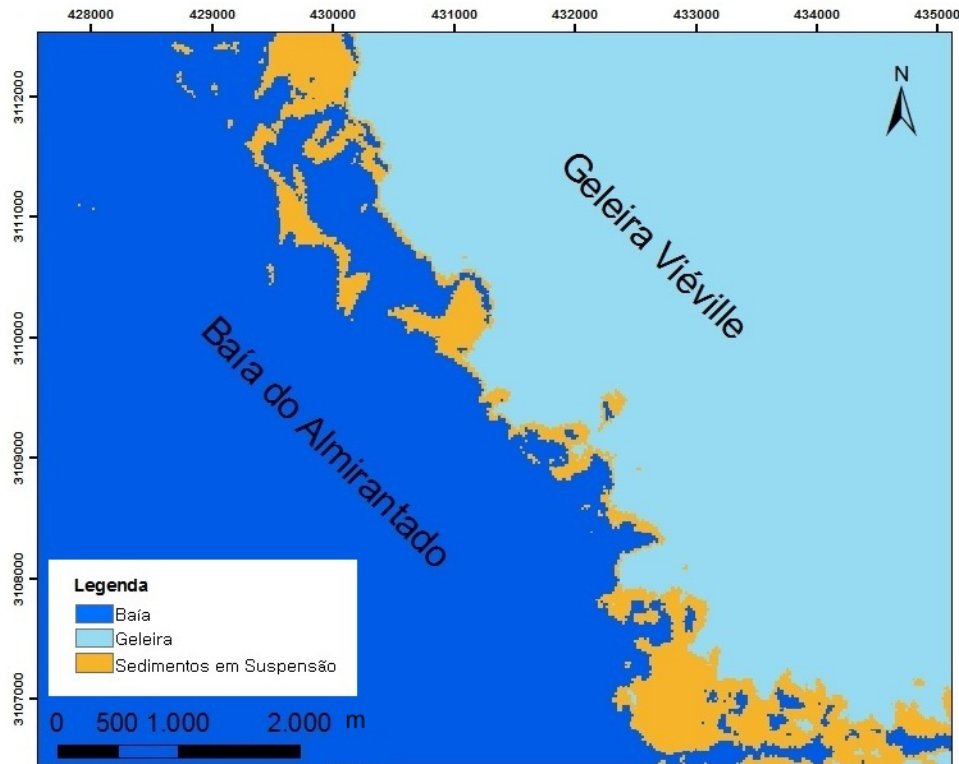 428000 429000 430000 431000 432000 433000 434000 435000
3112000
3111000
3110000
3109000
3108000
3107000
N
Geleira Viéville
Baía do Almirantado
Legenda
Baía
Geleira
Sedimentos em Suspensão
0 500 1.000 2.000 m